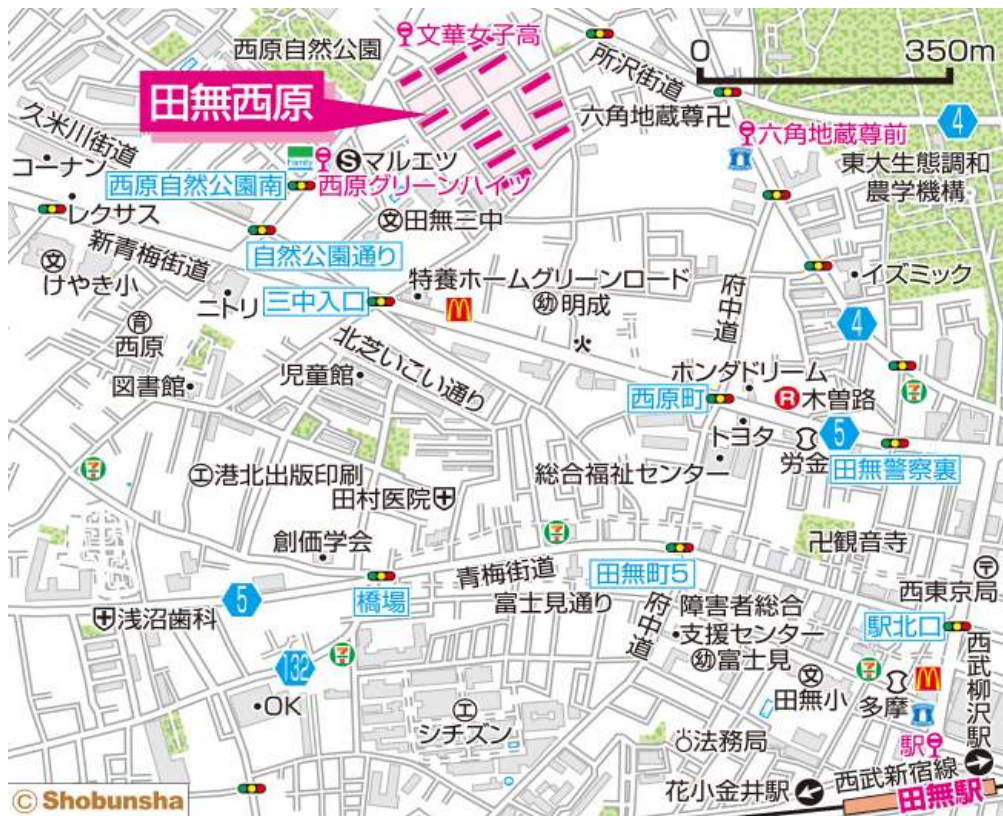 西原自然公園
文華女子高
所沢街道
0 350m
田無西原
六角地蔵尊卍
六角地蔵尊前
4
久米川街道
コーナン
Family
Sマルエツ
東大生態調和
農学機構
西原自然公園南
西原グリーンハイツ
レクサス
文田無三中
新青梅街道
自然公園通り
文
けやき小
ニトリ
三中入口
特養ホームグリーンロード
幼明成
府中道
イズミック
4
育
西原
北芝いこい通り
図書館
児童館
ホンダドリーム
西原町
R木曽路
トヨタ
5
労金
田無警察裏
工港北出版印刷
総合福祉センター
田村医院
創価学会
卍観音寺
青梅街道
田無町5
橋場
5
富士見通り
府中道
西東京局
浅沼歯科
障害者総合
支援センター
駅北口
幼富士見
132
文
田無小
多摩
西武柳沢駅
OK
工
シチズン
法務局
駅
花小金井駅
西武新宿線
田無駅
© Shobunsha